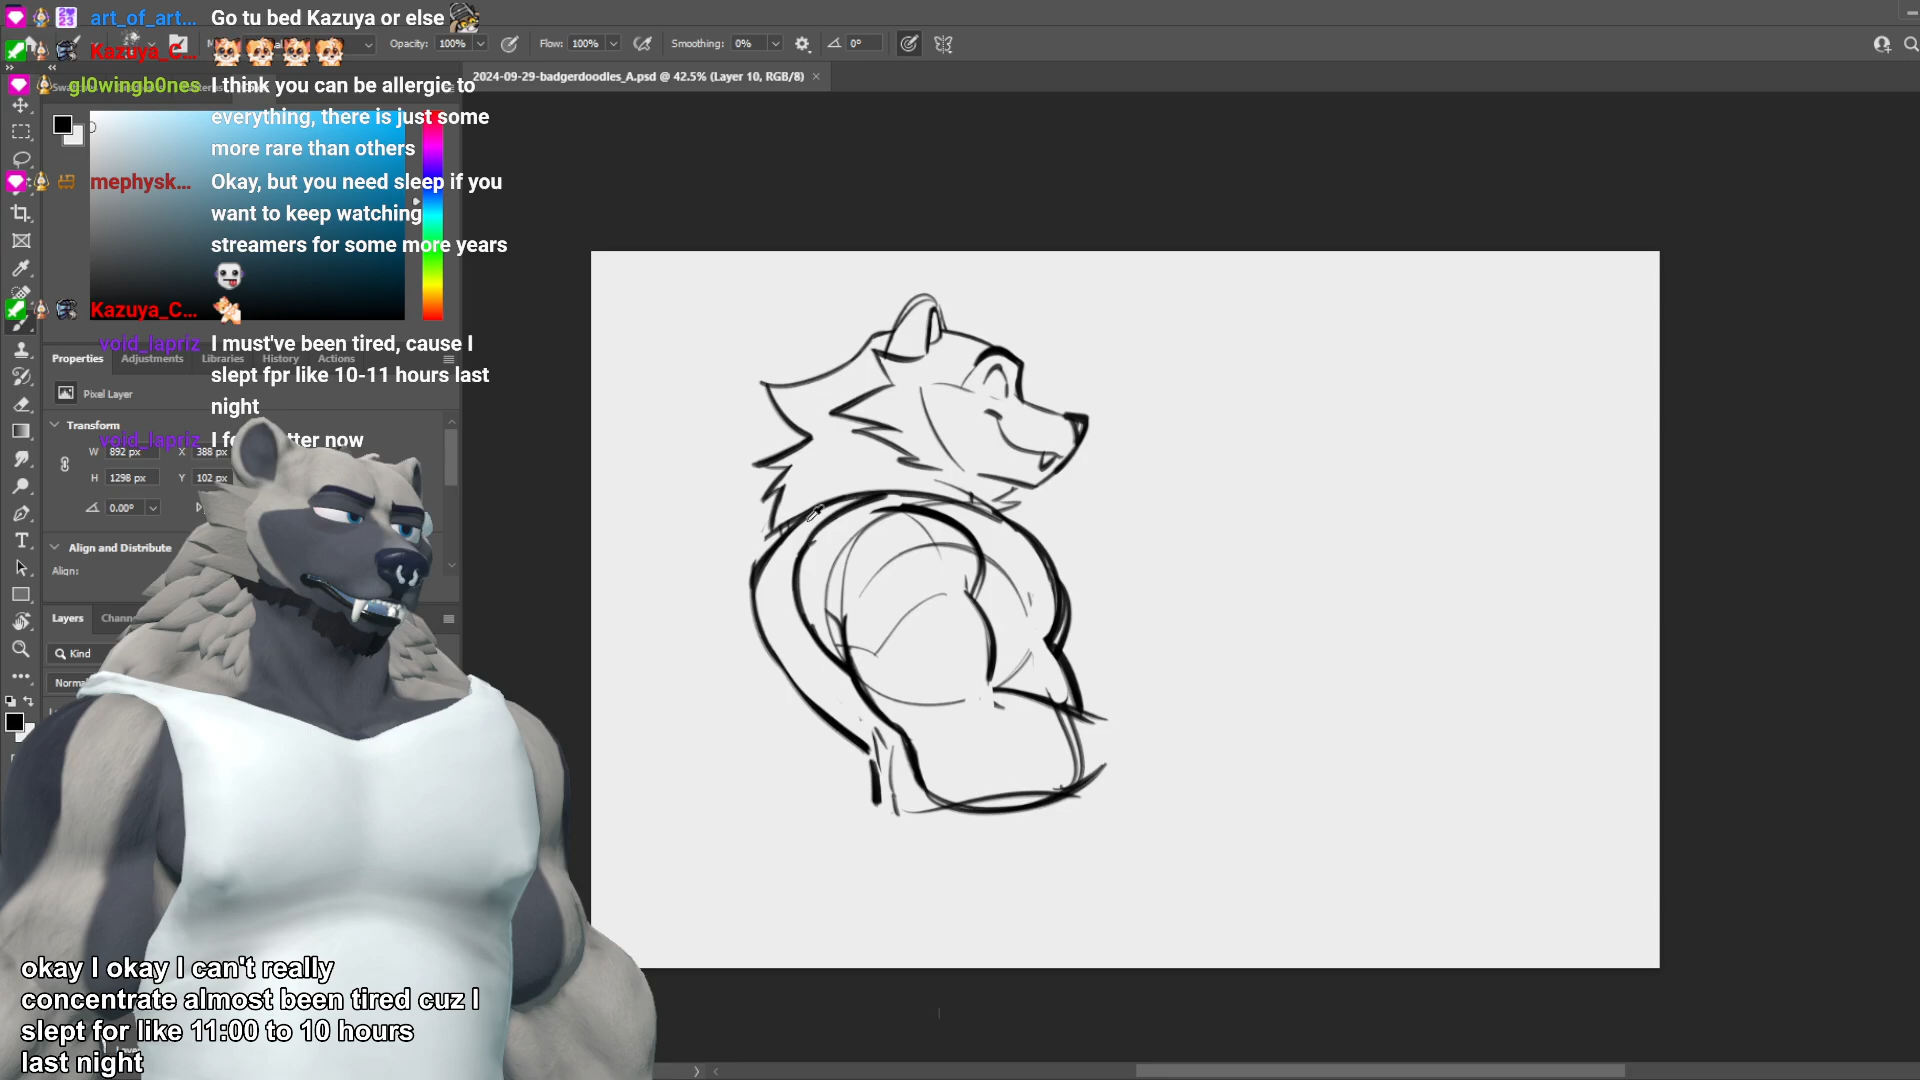 art_of_art... Go tu bed Kazuya or else
Kazuya_C...
Opacity: 100% Flow: 100% Smoothing: 0% 0°
2024-09-29-badgerdoodles_A.psd @ 42.5% (Layer 10, RGB/8) ×
gl0wingb0nes I think you can be allergic to
everything, there is just some
more rare than others
mephysk... Okay, but you need sleep if you
want to keep watching
streamers for some more years
Kazuya_C...
void_lapriz I must've been tired, cause I
slept fpr like 10-11 hours last
night
Properties Adjustments Libraries History Actions
Pixel Layer
Transform
void_lapriz
now
W 892 px X 388 px
H 1298 px Y 102 px
0.00°
Align and Distribute
Align:
Layers
Kind
okay I okay I can't really
concentrate almost been tired cuz I
slept for like 11:00 to 10 hours
last night